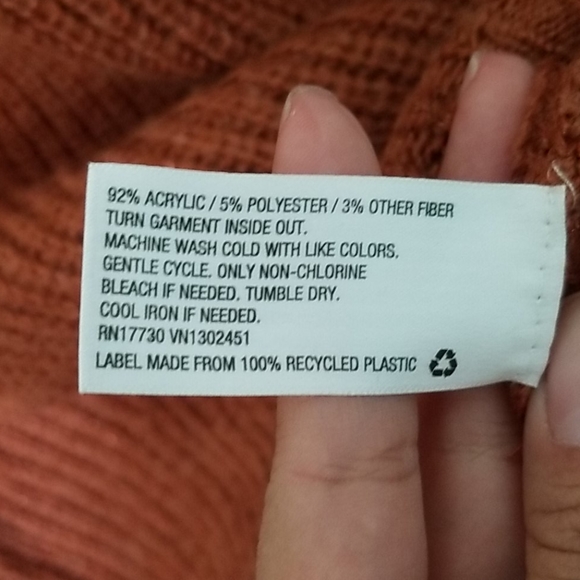 92% ACRYLIC / 5% POLYESTER / 3% OTHER FIBER
TURN GARMENT INSIDE OUT.
MACHINE WASH COLD WITH LIKE COLORS.
GENTLE CYCLE. ONLY NON-CHLORINE
BLEACH IF NEEDED. TUMBLE DRY.
COOL IRON IF NEEDED.
RN17730 VN1302451
LABEL MADE FROM 100% RECYCLED PLASTIC